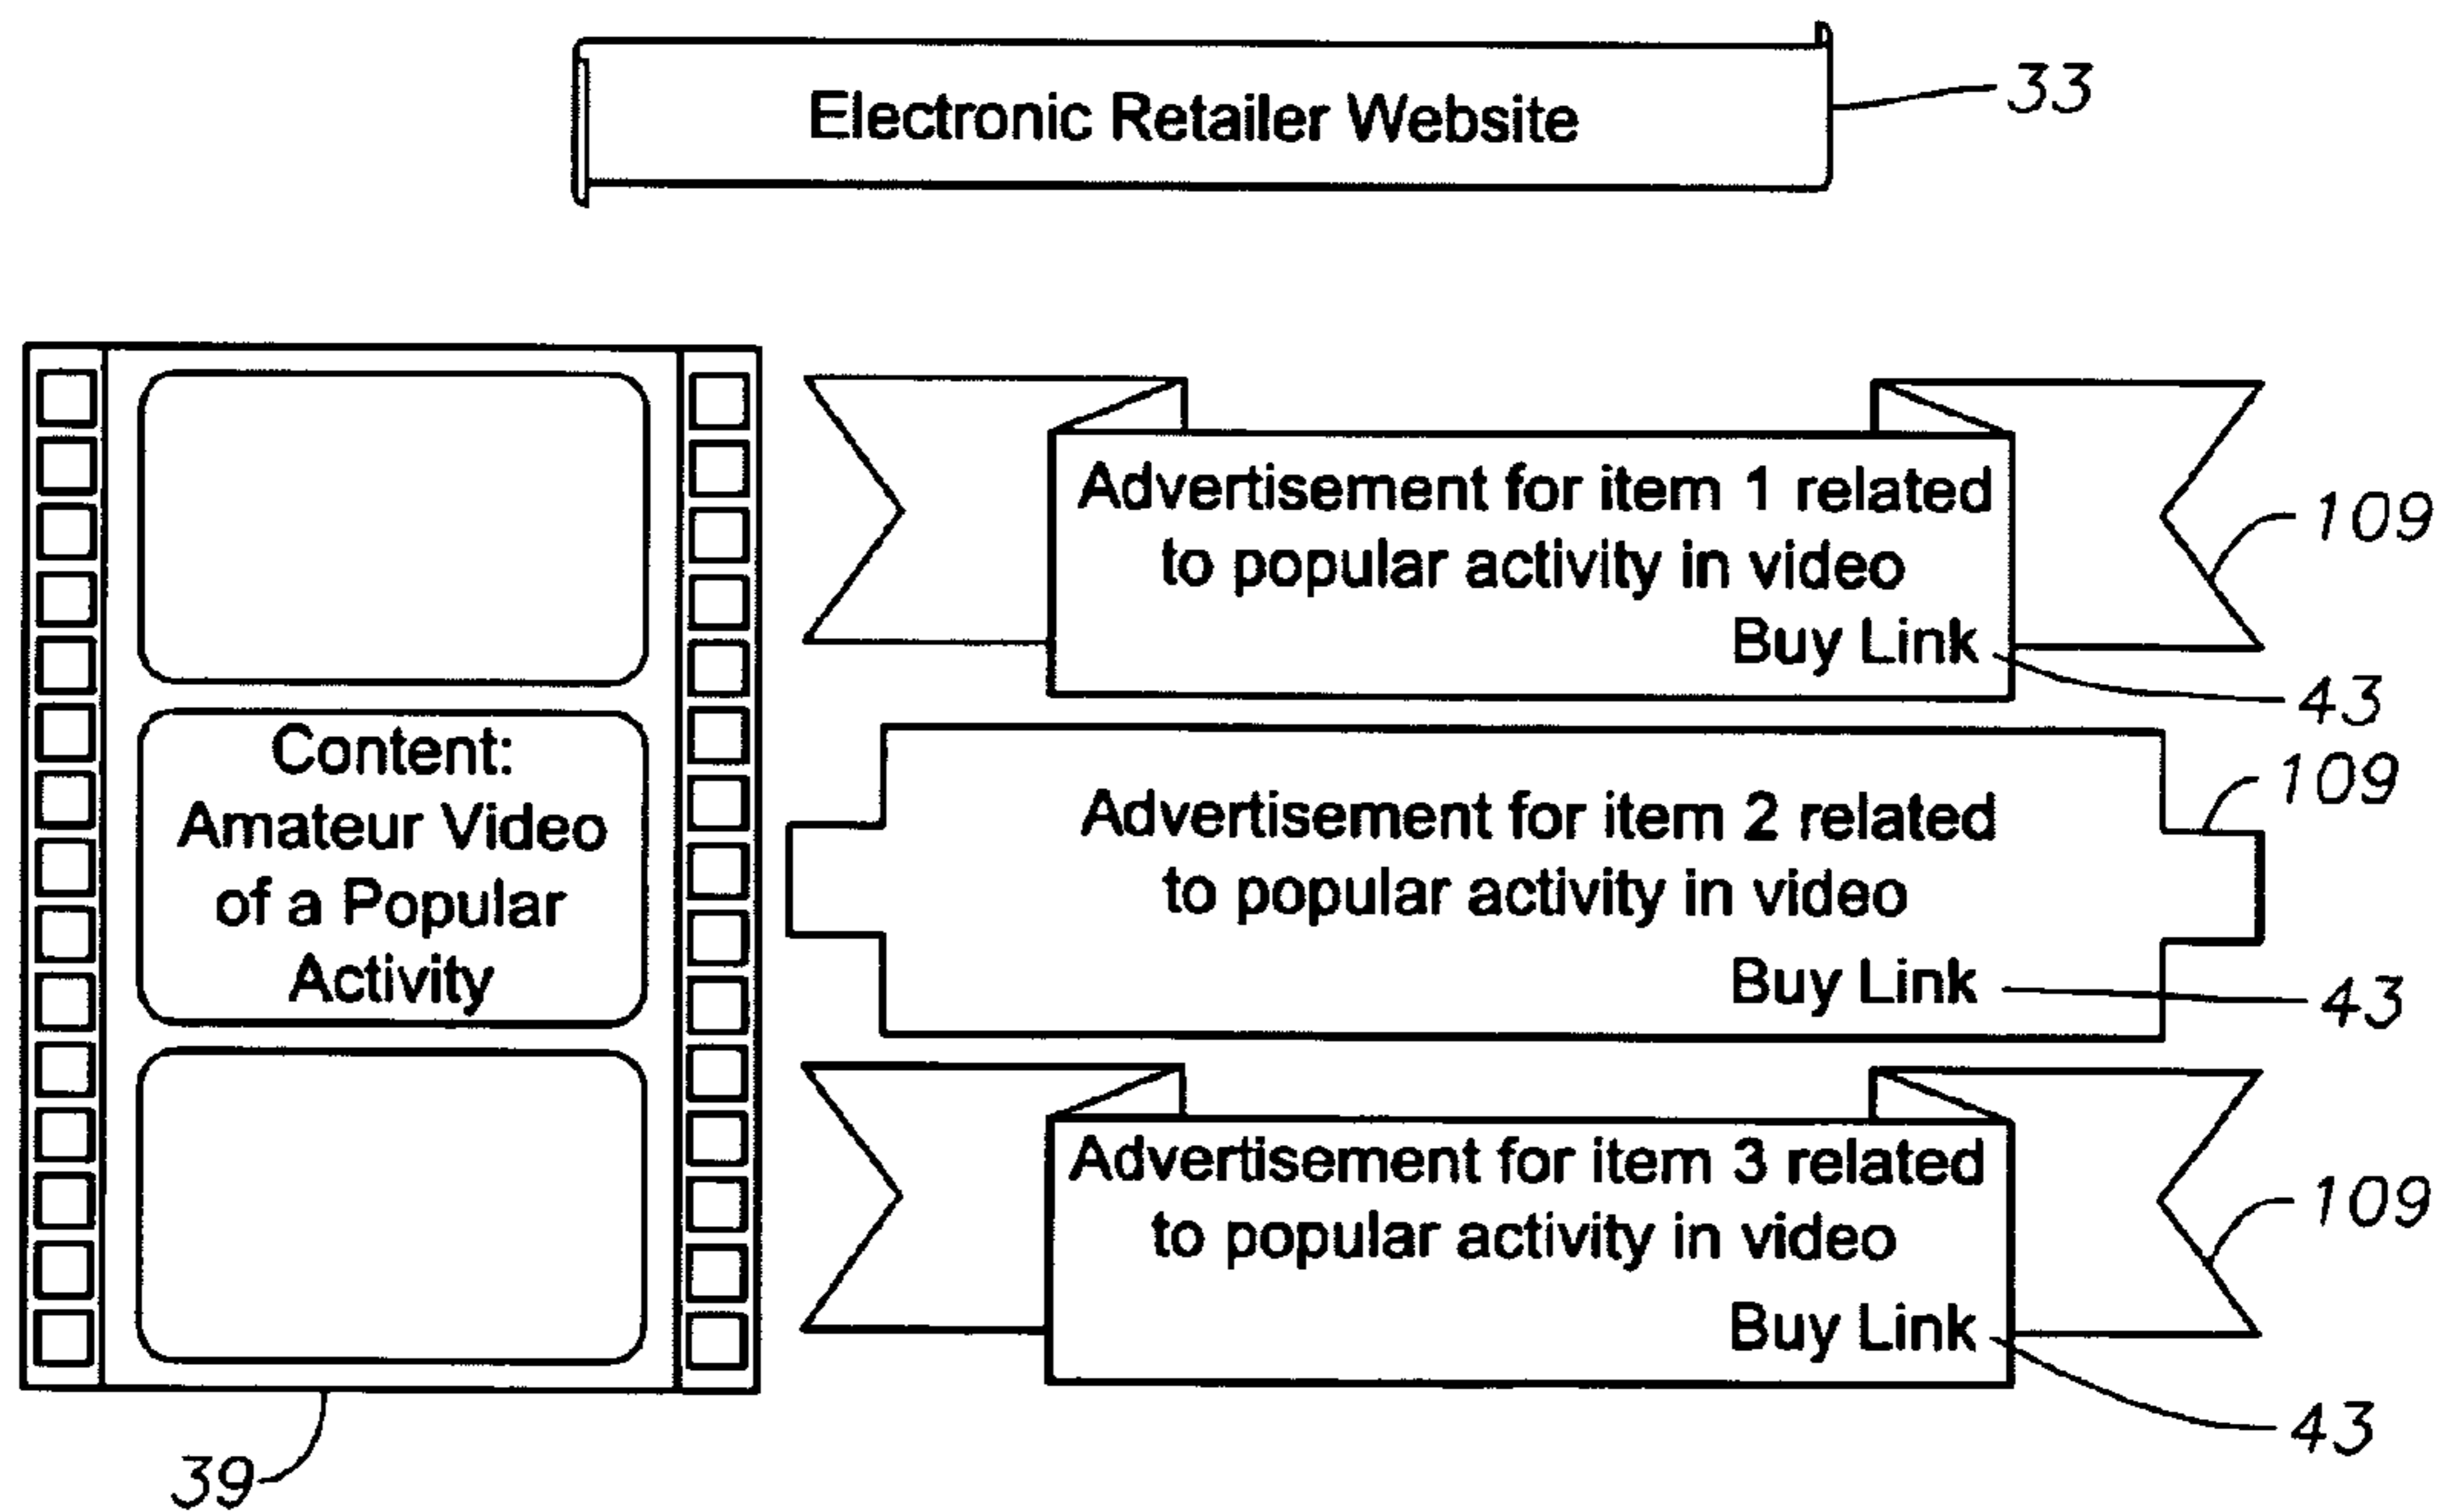 Electronic Retailer Website
33
Content:
Amateur Video
of a Popular
Activity
39
Advertisement for item 1 related
to popular activity in video
Buy Link
109
43
Advertisement for item 2 related
to popular activity in video
Buy Link
109
43
Advertisement for item 3 related
to popular activity in video
Buy Link
109
43